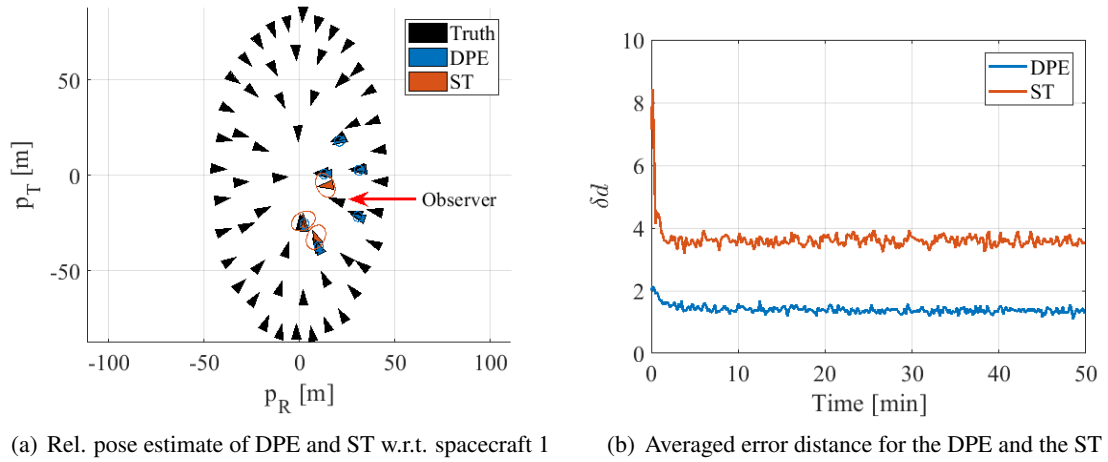 Truth
DPE
ST
50
0
-50
p_T [m]
Observer
-100
-50
0
50
100
p_R [m]
(a) Rel. pose estimate of DPE and ST w.r.t. spacecraft 1
10
8
6
4
2
0
δd
DPE
ST
0
10
20
30
40
50
Time [min]
(b) Averaged error distance for the DPE and the ST